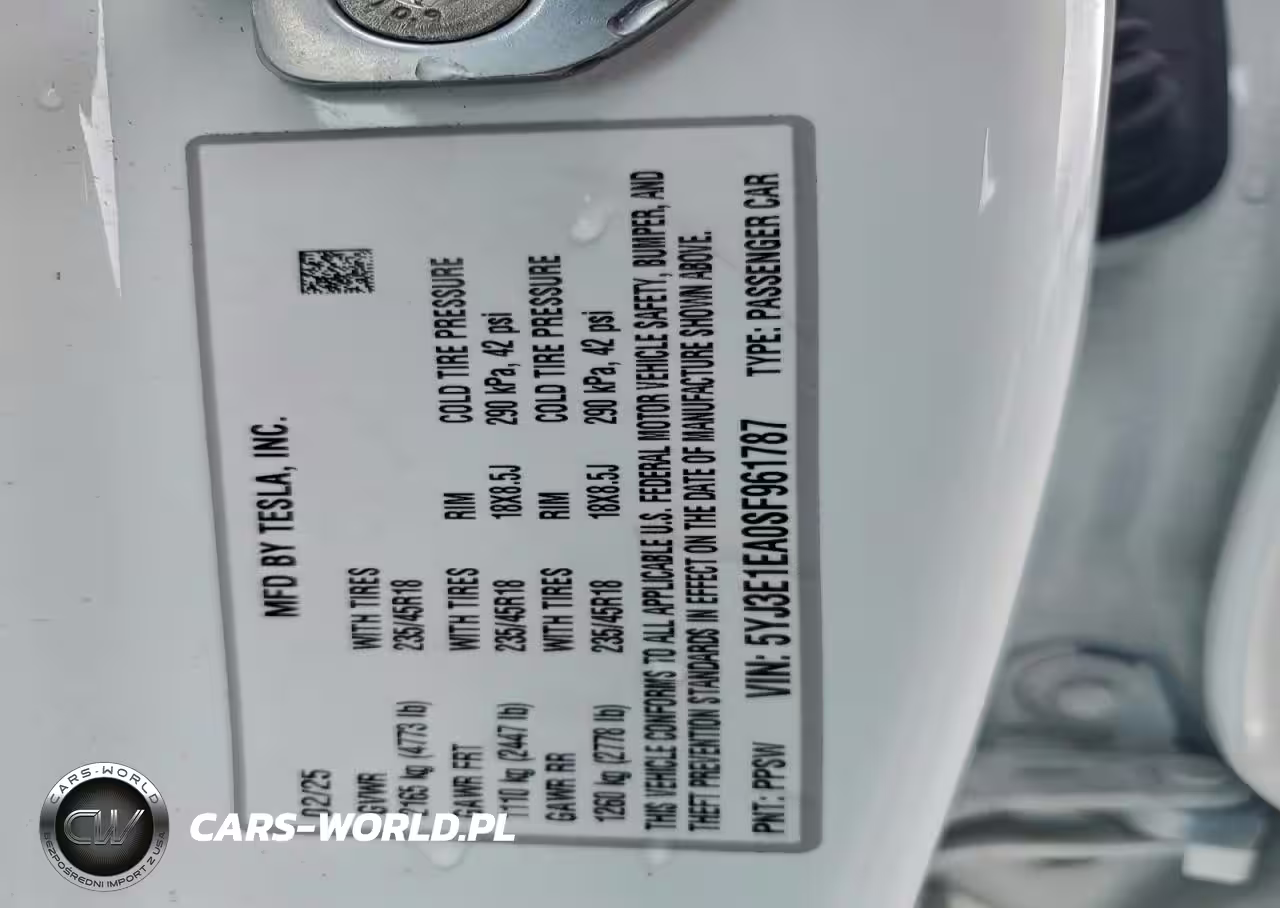 MFD BY TESLA, INC.
02/25
GVWR WITH TIRES
2165 kg (4773 lb) 235/45R18
GAWR FRT WITH TIRES RIM COLD TIRE PRESSURE
1110 kg (2447 lb) 235/45R18 18X8.5J 290 kPa, 42 psi
GAWR RR WITH TIRES RIM COLD TIRE PRESSURE
1260 kg (2778 lb) 235/45R18 18X8.5J 290 kPa, 42 psi
THIS VEHICLE CONFORMS TO ALL APPLICABLE U.S. FEDERAL MOTOR VEHICLE SAFETY, BUMPER, AND
THEFT PREVENTION STANDARDS IN EFFECT ON THE DATE OF MANUFACTURE SHOWN ABOVE.
PNT: PPSW VIN: 5YJ3E1EA0SF961787 TYPE: PASSENGER CAR
CARS-WORLD
CW
BEZPOŚREDNI IMPORT Z USA
CARS-WORLD.PL